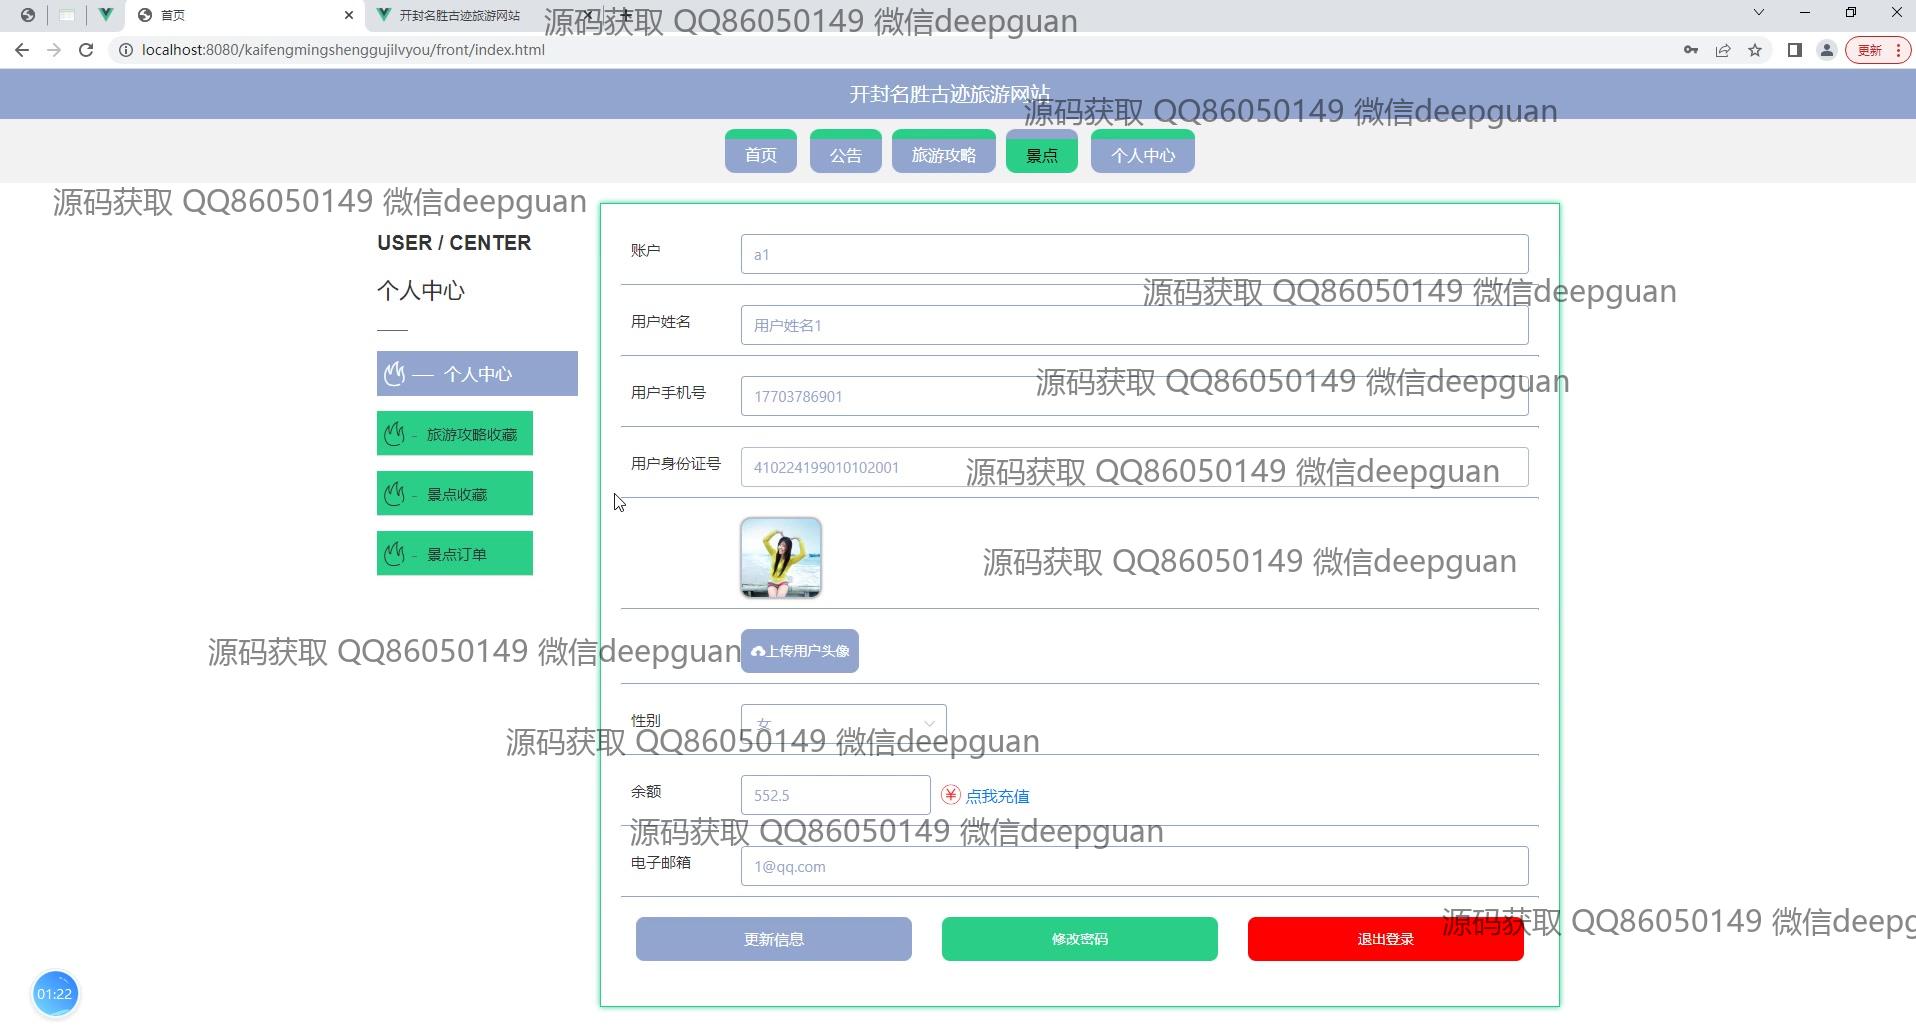 首页
开封名胜古迹旅游网站
源码获取 QQ86050149 微信deepguan
localhost:8080/kaifengmingshenggujilvyou/front/index.html
更新
开封名胜古迹旅游网站
源码获取 QQ86050149 微信deepguan
首页
公告
旅游攻略
景点
个人中心
源码获取 QQ86050149 微信deepguan
USER / CENTER
个人中心
个人中心
- 旅游攻略收藏
- 景点收藏
- 景点订单
账户
a1
源码获取 QQ86050149 微信deepguan
用户姓名
用户姓名1
源码获取 QQ86050149 微信deepguan
用户手机号
17703786901
用户身份证号
410224199010102001
源码获取 QQ86050149 微信deepguan
源码获取 QQ86050149 微信deepguan
源码获取 QQ86050149 微信deepguan
上传用户头像
性别
女
源码获取 QQ86050149 微信deepguan
余额
552.5
¥ 点我充值
源码获取 QQ86050149 微信deepguan
电子邮箱
1@qq.com
源码获取 QQ86050149 微信deepg
更新信息
修改密码
退出登录
01:22